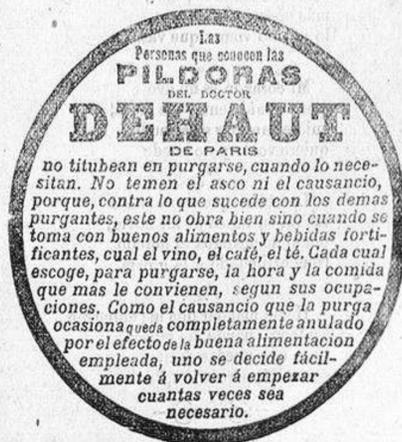 Las
Personas que conocen las
PILDORAS
DEL DOCTOR
DEHAUT
DE PARIS
no titubean en purgarse, cuando lo nece-
sitan. No temen el asco ni el causancio,
porque, contra lo que sucede con los demas
purgantes, este no obra bien sino cuando se
toma con buenos alimentos y bebidas forti-
ficantes, cual el vino, el café, el té. Cada cual
escoge, para purgarse, la hora y la comida
que mas le convienen, segun sus ocupa-
ciones. Como el causancio que la purga
ocasiona queda completamente anulado
por el efecto de la buena alimentacion
empleada, uno se decide fácil-
mente á volver á empezar
cuantas veces sea
necesario.